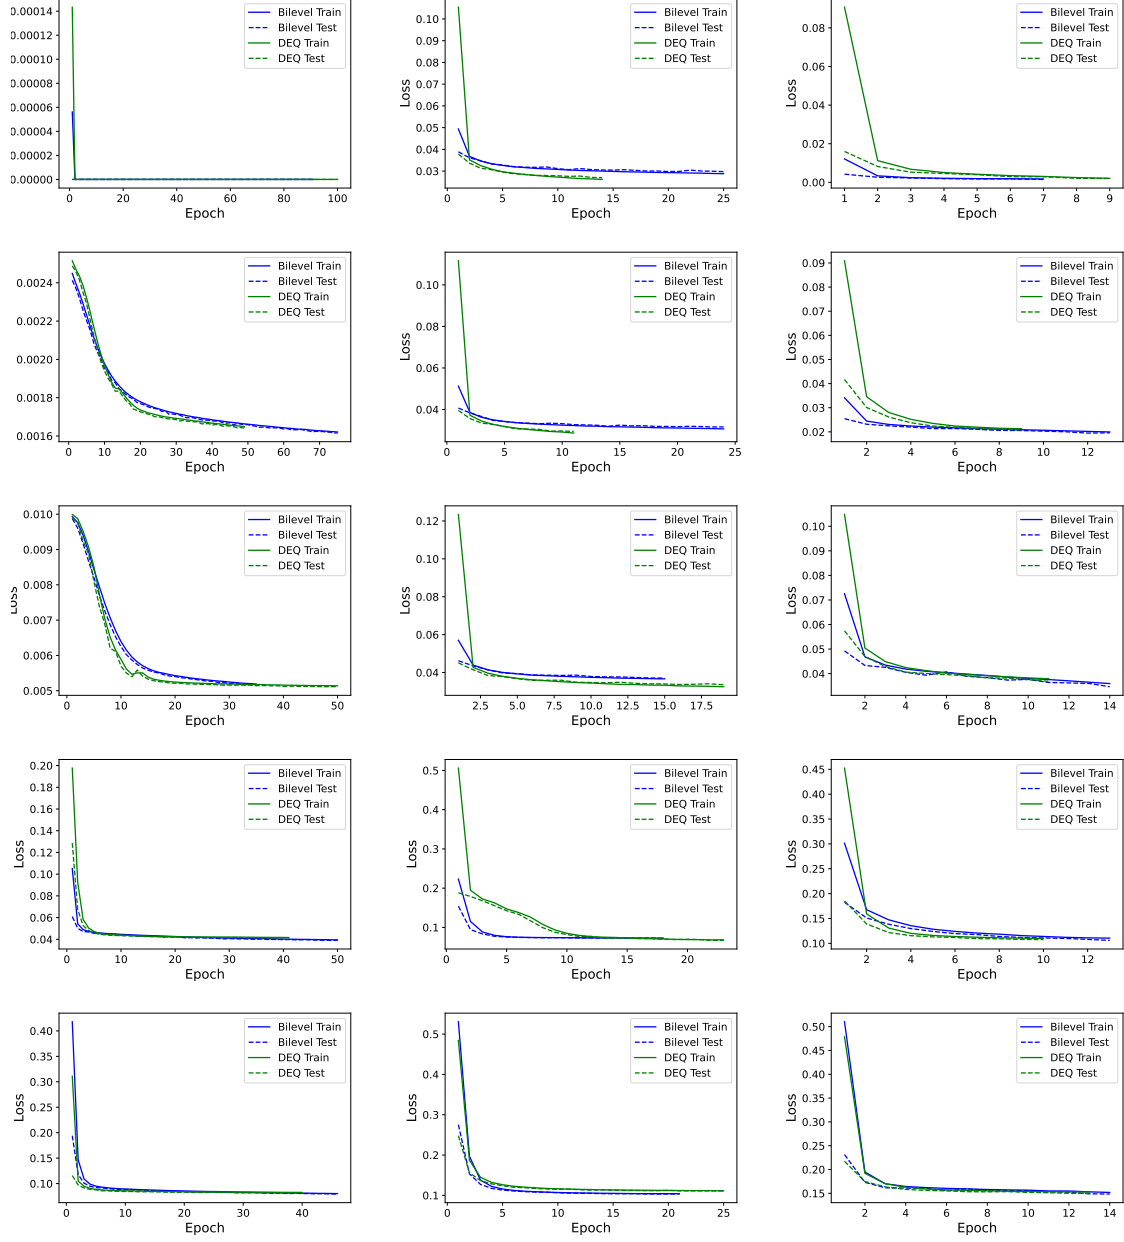 0.00014
0.00012
0.00010
0.00008
0.00006
0.00004
0.00002
0.00000
0 20 40 60 80 100
Epoch
Bilevel Train
Bilevel Test
DEQ Train
DEQ Test
Loss
0.10
0.09
0.08
0.07
0.06
0.05
0.04
0.03
0 5 10 15 20 25
Epoch
Bilevel Train
Bilevel Test
DEQ Train
DEQ Test
Loss
0.08
0.06
0.04
0.02
0.00
1 2 3 4 5 6 7 8 9
Epoch
Bilevel Train
Bilevel Test
DEQ Train
DEQ Test
0.0024
0.0022
0.0020
0.0018
0.0016
0 10 20 30 40 50 60 70
Epoch
Bilevel Train
Bilevel Test
DEQ Train
DEQ Test
Loss
0.10
0.08
0.06
0.04
0 5 10 15 20 25
Epoch
Bilevel Train
Bilevel Test
DEQ Train
DEQ Test
Loss
0.09
0.08
0.07
0.06
0.05
0.04
0.03
0.02
2 4 6 8 10 12
Epoch
Bilevel Train
Bilevel Test
DEQ Train
DEQ Test
Loss
0.010
0.009
0.008
0.007
0.006
0.005
0 10 20 30 40 50
Epoch
Bilevel Train
Bilevel Test
DEQ Train
DEQ Test
Loss
0.12
0.10
0.08
0.06
0.04
2.5 5.0 7.5 10.0 12.5 15.0 17.5
Epoch
Bilevel Train
Bilevel Test
DEQ Train
DEQ Test
Loss
0.10
0.09
0.08
0.07
0.06
0.05
0.04
2 4 6 8 10 12 14
Epoch
Bilevel Train
Bilevel Test
DEQ Train
DEQ Test
Loss
0.20
0.18
0.16
0.14
0.12
0.10
0.08
0.06
0.04
0 10 20 30 40 50
Epoch
Bilevel Train
Bilevel Test
DEQ Train
DEQ Test
Loss
0.5
0.4
0.3
0.2
0.1
0 5 10 15 20
Epoch
Bilevel Train
Bilevel Test
DEQ Train
DEQ Test
Loss
0.45
0.40
0.35
0.30
0.25
0.20
0.15
0.10
2 4 6 8 10 12
Epoch
Bilevel Train
Bilevel Test
DEQ Train
DEQ Test
Loss
0.40
0.35
0.30
0.25
0.20
0.15
0.10
0 10 20 30 40
Epoch
Bilevel Train
Bilevel Test
DEQ Train
DEQ Test
Loss
0.5
0.4
0.3
0.2
0.1
0 5 10 15 20 25
Epoch
Bilevel Train
Bilevel Test
DEQ Train
DEQ Test
Loss
0.50
0.45
0.40
0.35
0.30
0.25
0.20
0.15
2 4 6 8 10 12 14
Epoch
Bilevel Train
Bilevel Test
DEQ Train
DEQ Test